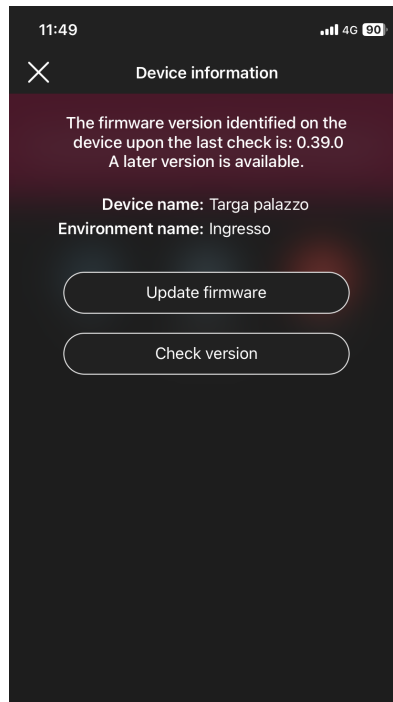 11:49
4G 90
Device information
The firmware version identified on the
device upon the last check is: 0.39.0
A later version is available.
Device name: Targa palazzo
Environment name: Ingresso
Update firmware
Check version